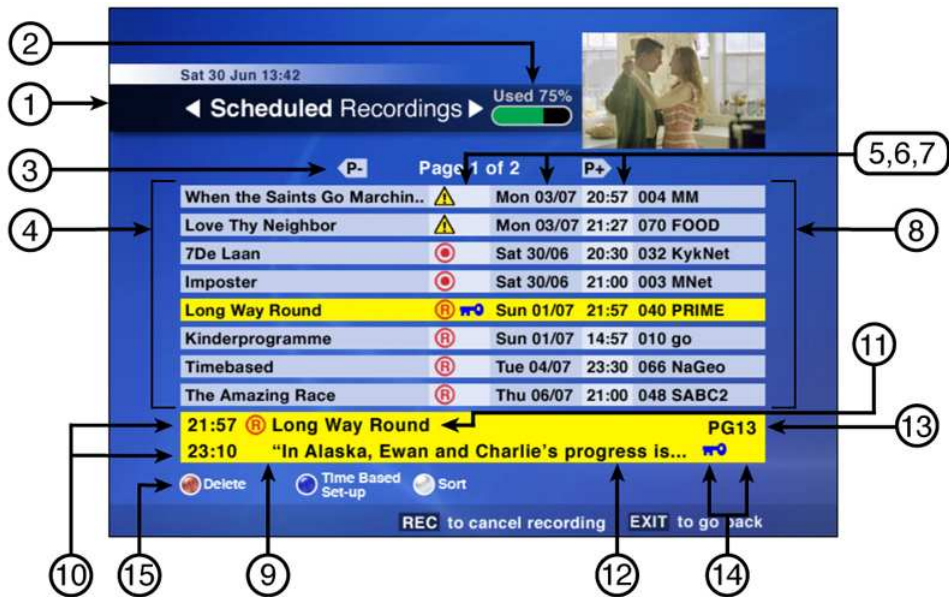 2
Sat 30 Jun 13:42
1
◀ Scheduled Recordings ▶ Used 75%
3
P- Page 1 of 2 P+
5,6,7
When the Saints Go Marchin.. Mon 03/07 20:57 004 MM
4
8
Love Thy Neighbor Mon 03/07 21:27 070 FOOD
7De Laan Sat 30/06 20:30 032 KykNet
Imposter Sat 30/06 21:00 003 MNet
Long Way Round R Sun 01/07 21:57 040 PRIME
Kinderprogramme R Sun 01/07 14:57 010 go
11
Timebased R Tue 04/07 23:30 066 NaGeo
The Amazing Race R Thu 06/07 21:00 048 SABC2
21:57 R Long Way Round PG13
13
23:10 “In Alaska, Ewan and Charlie’s progress is...
Delete Time Based Set-up Sort
REC to cancel recording EXIT to go back
10 15 9 12 14